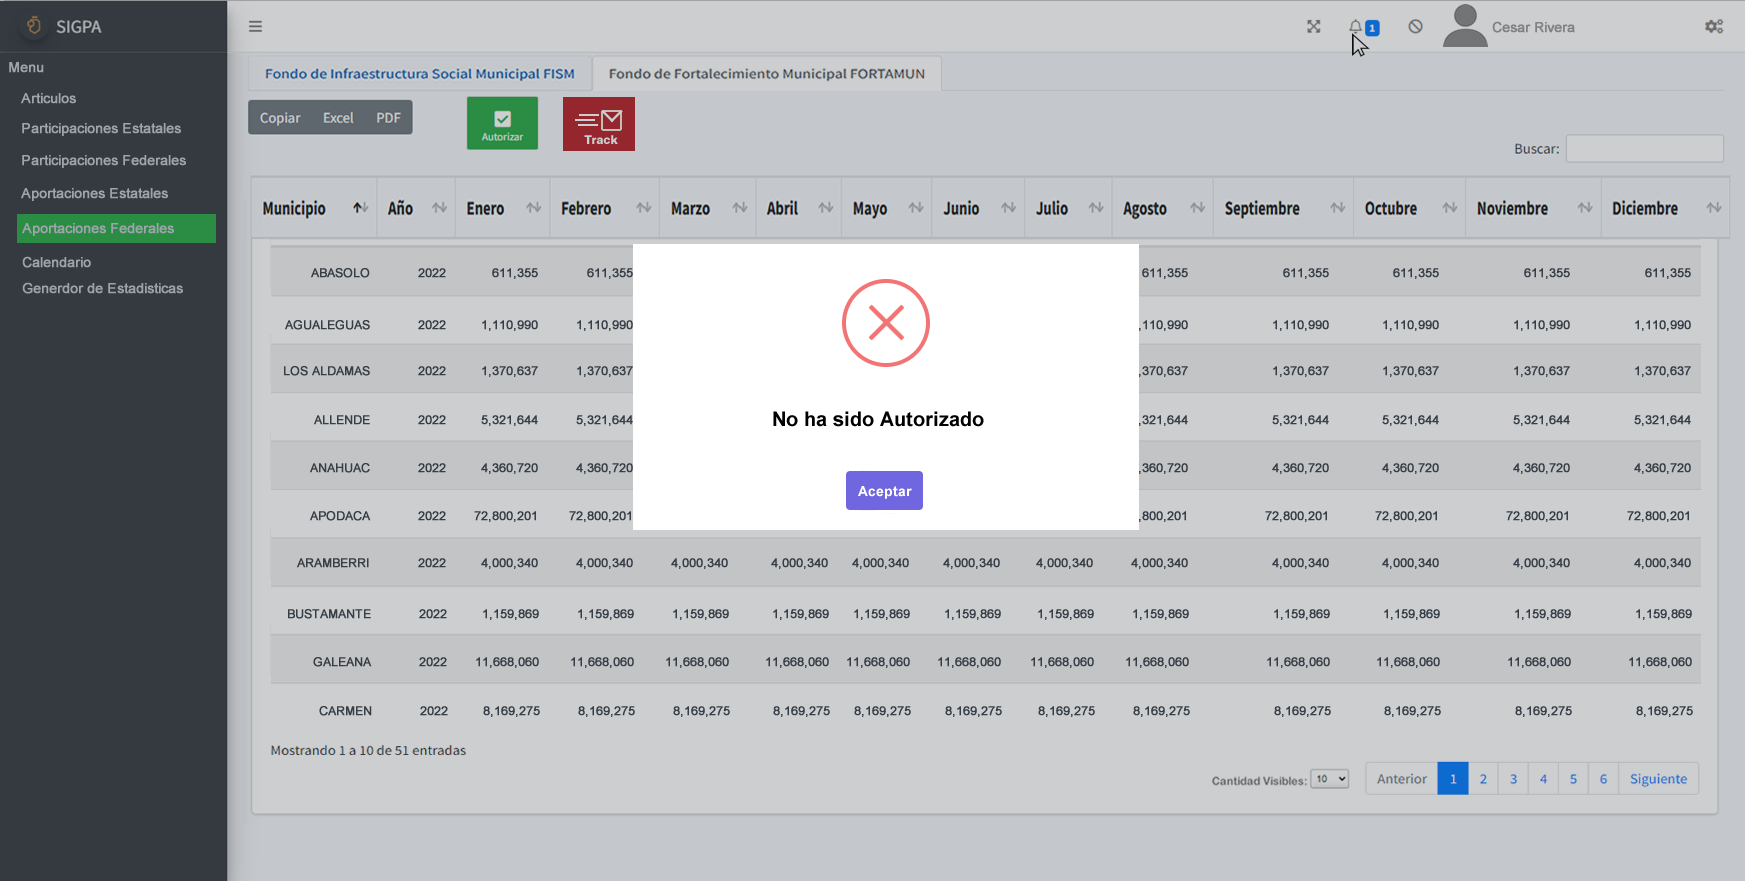 SIGPA
1
Cesar Rivera
Menu
Articulos
Participaciones Estatales
Participaciones Federales
Aportaciones Estatales
Aportaciones Federales
Calendario
Generdor de Estadisticas
Fondo de Infraestructura Social Municipal FISM
Fondo de Fortalecimiento Municipal FORTAMUN
Copiar Excel PDF
Autorizar
Track
Buscar:
Municipio Año Enero Febrero Marzo Abril Mayo Junio Julio Agosto Septiembre Octubre Noviembre Diciembre
ABASOLO 2022 611,355 611,355 611,355 611,355 611,355 611,355 611,355
AGUALEGUAS 2022 1,110,990 1,110,990 ,110,990 1,110,990 1,110,990 1,110,990 1,110,990
LOS ALDAMAS 2022 1,370,637 1,370,637 ,370,637 1,370,637 1,370,637 1,370,637 1,370,637
ALLENDE 2022 5,321,644 5,321,644 ,321,644 5,321,644 5,321,644 5,321,644 5,321,644
ANAHUAC 2022 4,360,720 4,360,720 ,360,720 4,360,720 4,360,720 4,360,720 4,360,720
APODACA 2022 72,800,201 72,800,201 ,800,201 72,800,201 72,800,201 72,800,201 72,800,201
ARAMBERRI 2022 4,000,340 4,000,340 4,000,340 4,000,340 4,000,340 4,000,340 4,000,340 4,000,340 4,000,340 4,000,340 4,000,340 4,000,340
BUSTAMANTE 2022 1,159,869 1,159,869 1,159,869 1,159,869 1,159,869 1,159,869 1,159,869 1,159,869 1,159,869 1,159,869 1,159,869 1,159,869
GALEANA 2022 11,668,060 11,668,060 11,668,060 11,668,060 11,668,060 11,668,060 11,668,060 11,668,060 11,668,060 11,668,060 11,668,060 11,668,060
CARMEN 2022 8,169,275 8,169,275 8,169,275 8,169,275 8,169,275 8,169,275 8,169,275 8,169,275 8,169,275 8,169,275 8,169,275 8,169,275
No ha sido Autorizado
Aceptar
Mostrando 1 a 10 de 51 entradas
Cantidad Visibles: 10
Anterior 1 2 3 4 5 6 Siguiente